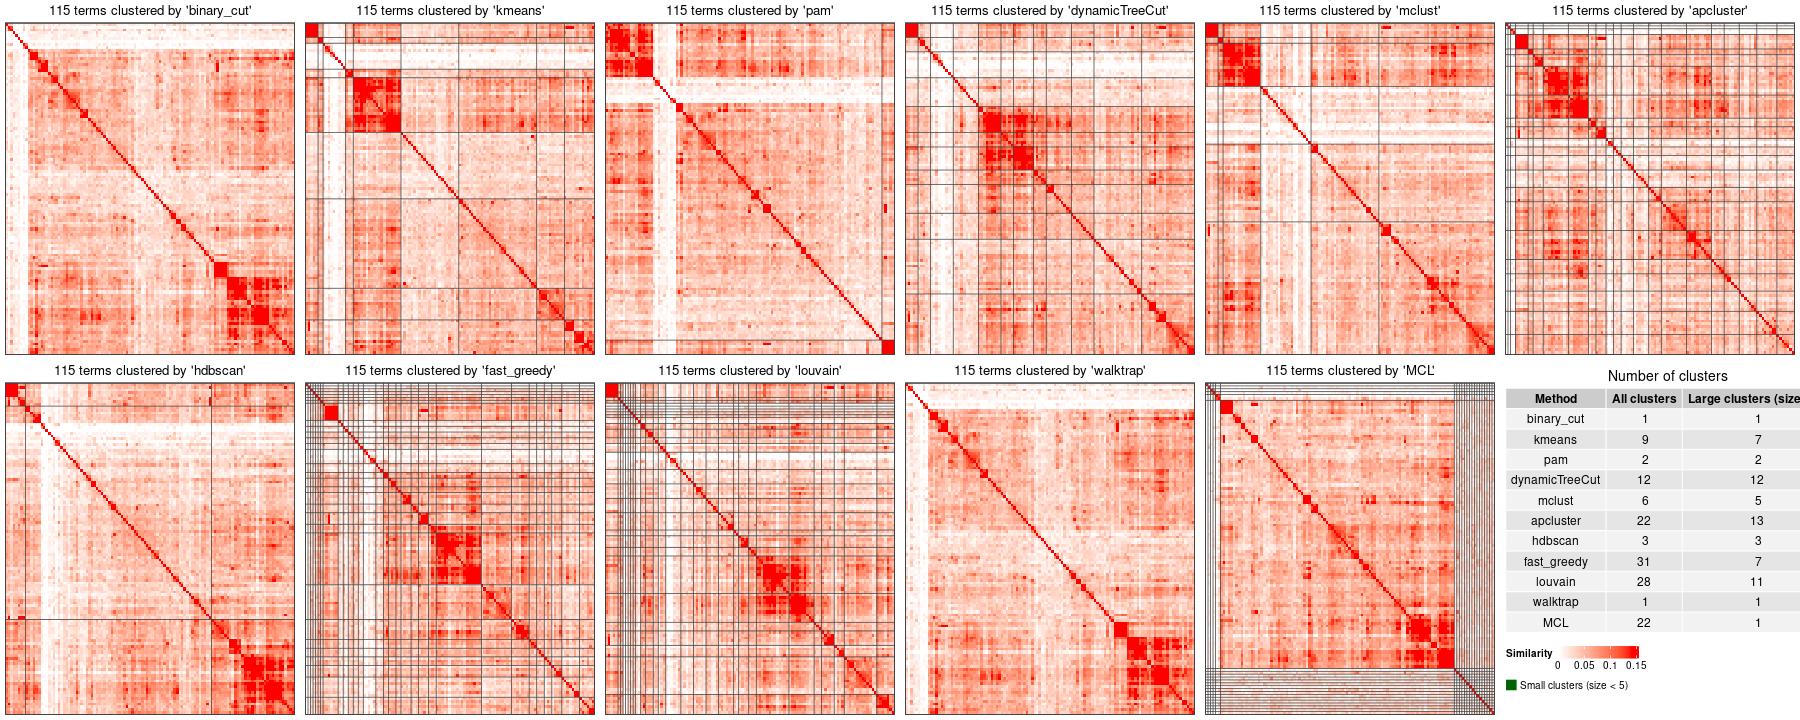 115 terms clustered by 'binary_cut'
115 terms clustered by 'kmeans'
115 terms clustered by 'pam'
115 terms clustered by 'dynamicTreeCut'
115 terms clustered by 'mclust'
115 terms clustered by 'apcluster'
115 terms clustered by 'hdbscan'
115 terms clustered by 'fast_greedy'
115 terms clustered by 'louvain'
115 terms clustered by 'walktrap'
115 terms clustered by 'MCL'
Number of clusters
Method All clusters Large clusters (size
binary_cut 1 1
kmeans 9 7
pam 2 2
dynamicTreeCut 12 12
mclust 6 5
apcluster 22 13
hdbscan 3 3
fast_greedy 31 7
louvain 28 11
walktrap 1 1
MCL 22 1
Similarity
0 0.05 0.1 0.15
Small clusters (size < 5)